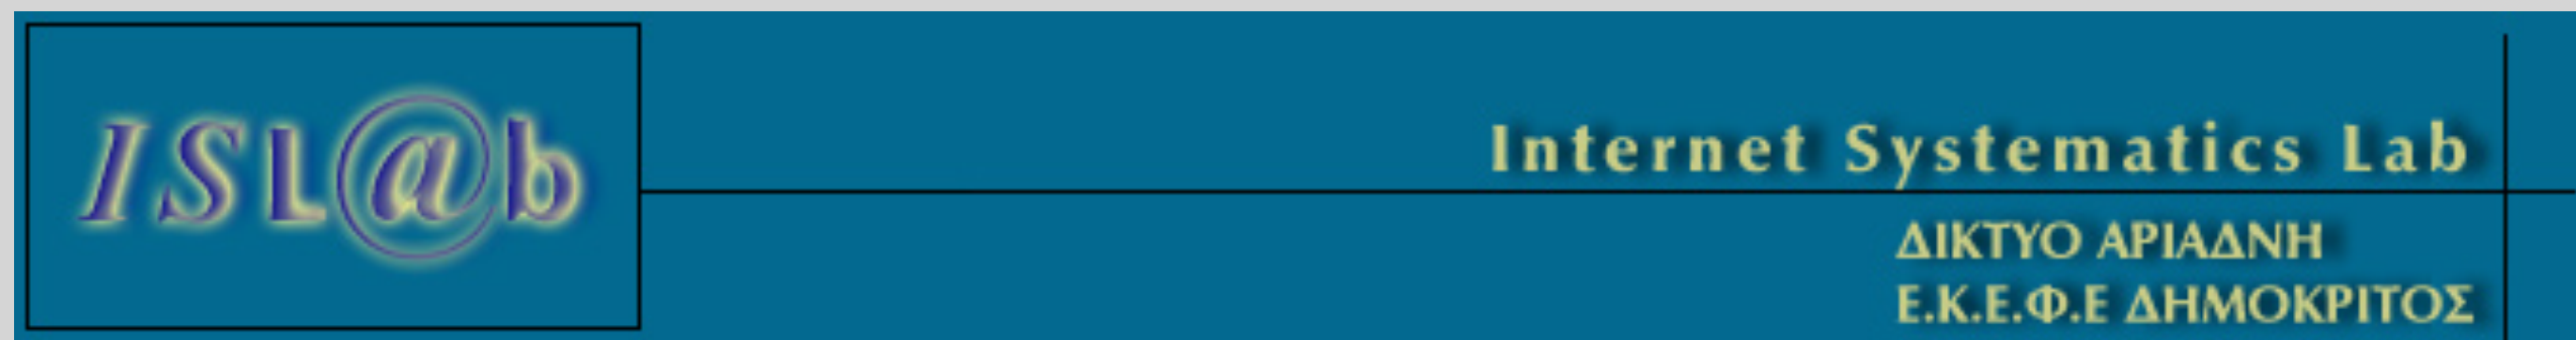 ISL@b
Internet Systematics Lab
ΔΙΚΤΥΟ ΑΡΙΑΔΝΗ
Ε.Κ.Ε.Φ.Ε ΔΗΜΟΚΡΙΤΟΣ